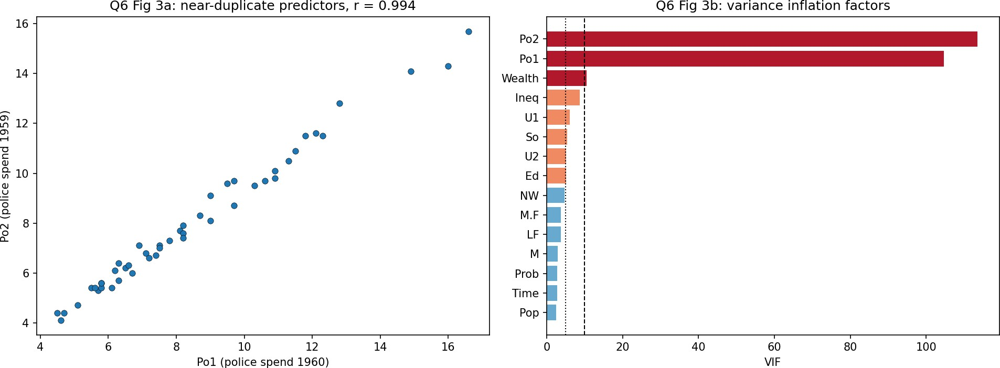 Q6 Fig 3a: near-duplicate predictors, r = 0.994
16
14
12
10
8
6
4
Po2 (police spend 1959)
4 6 8 10 12 14 16
Po1 (police spend 1960)
Q6 Fig 3b: variance inflation factors
Po2
Po1
Wealth
Ineq
U1
So
U2
Ed
NW
M.F
LF
M
Prob
Time
Pop
0 20 40 60 80 100
VIF